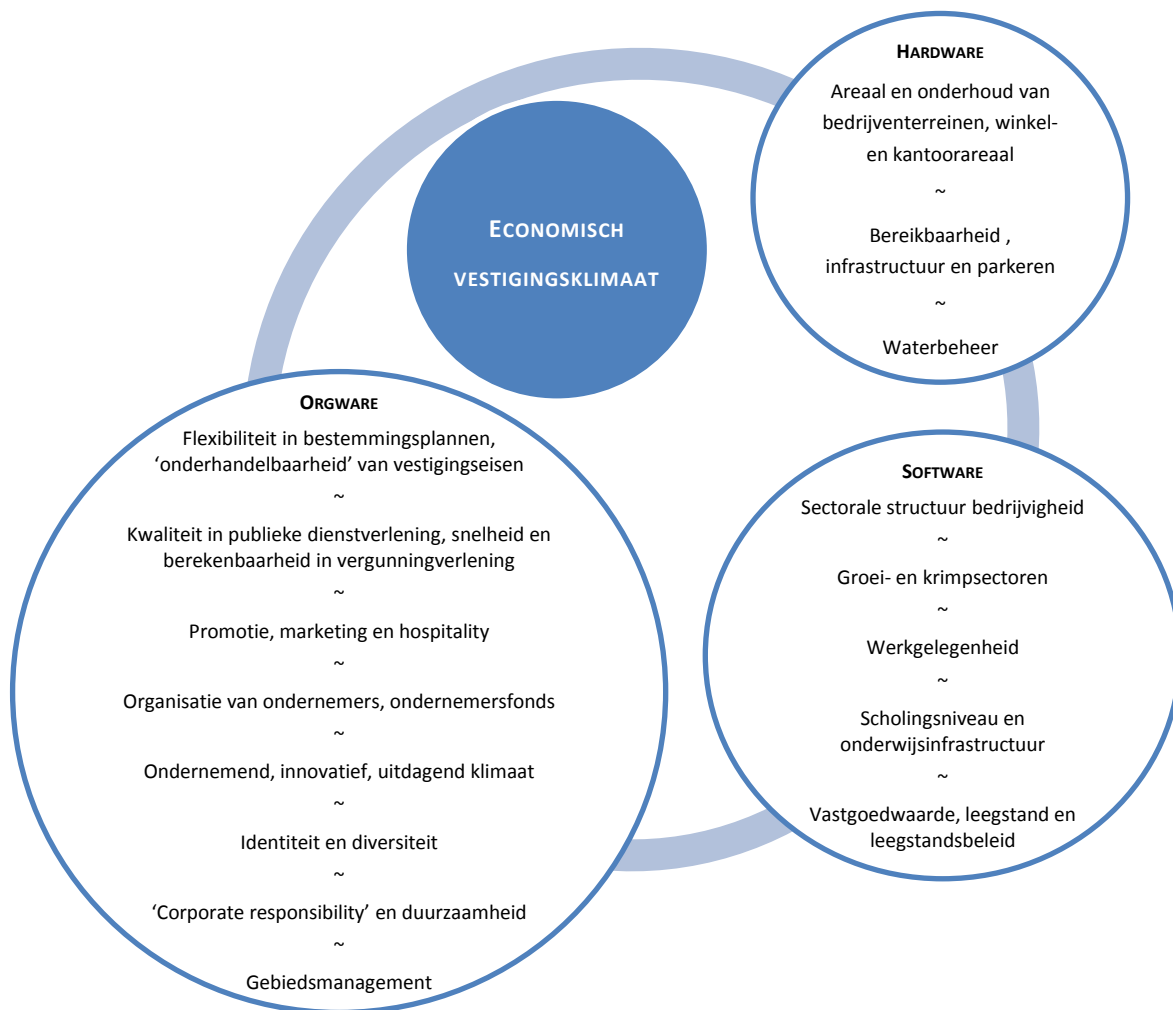 HARDWARE
Areaal en onderhoud van
bedrijventerreinen, winkel-
en kantoorareaal
~
Bereikbaarheid ,
infrastructuur en parkeren
~
Waterbeheer
ECONOMISCH
VESTIGINGSKLIMAAT
ORGWARE
Flexibiliteit in bestemmingsplannen,
‘onderhandelbaarheid’ van vestigingseisen
~
Kwaliteit in publieke dienstverlening, snelheid en
berekenbaarheid in vergunningverlening
~
Promotie, marketing en hospitality
~
Organisatie van ondernemers, ondernemersfonds
~
Ondernemend, innovatief, uitdagend klimaat
~
Identiteit en diversiteit
~
‘Corporate responsibility’ en duurzaamheid
~
Gebiedsmanagement
SOFTWARE
Sectorale structuur bedrijvigheid
~
Groei- en krimpsectoren
~
Werkgelegenheid
~
Scholingsniveau en
onderwijsinfrastructuur
~
Vastgoedwaarde, leegstand en
leegstandsbeleid